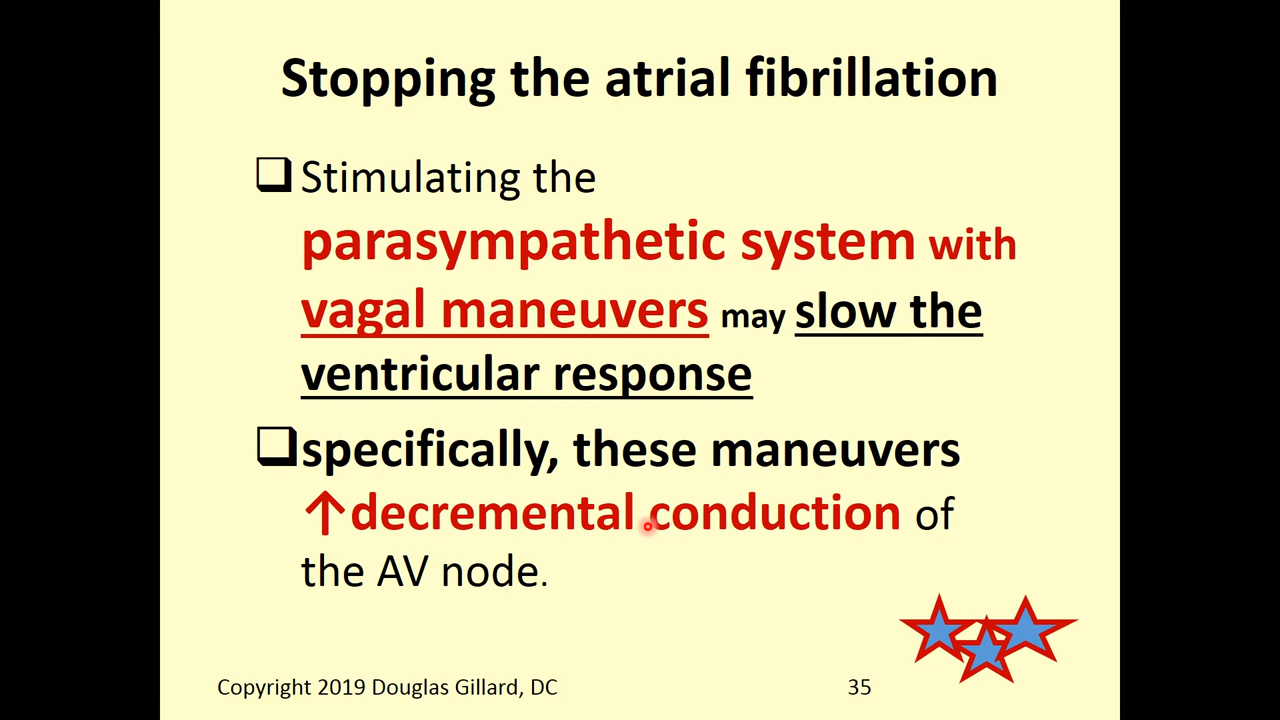 Stopping the atrial fibrillation
Stimulating the
parasympathetic system with
vagal maneuvers may slow the
ventricular response
specifically, these maneuvers
↑decremental conduction of
the AV node.
Copyright 2019 Douglas Gillard, DC
35